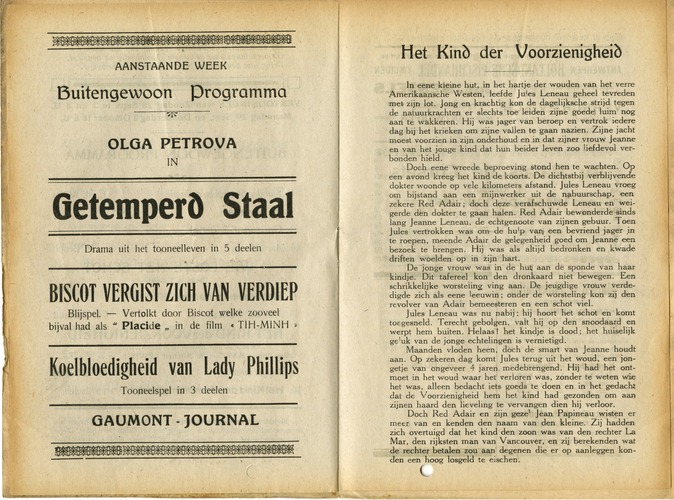 AANSTAANDE WEEK
Buitengewoon Programma
OLGA PETROVA
IN
Getemperd Staal
Drama uit het tooneelleven in 5 deelen
BISCOT VERGIST ZICH VAN VERDIEP
Blijspel. — Vertolkt door Biscot welke zooveel
bijval had als " Placide „ in de film « TIH-MINH »
Koelbloedigheid van Lady Phillips
Tooneelspel in 3 deelen
GAUMONT - JOURNAL
Het Kind der Voorzienigheid
In eene kleine hut, in het hartje der wouden van het verre
Amerikaansche Westen, leefde Jules Leneau geheel tevreden
met zijn lot. Jong en krachtig kon de dagelijksche strijd tegen
de natuurkrachten er slechts toe leiden zijne goede luim nog
aan te wakkeren. Hij was jager van beroep en vertrok iedere
dag bij het krieken om zijne vallen te gaan nazien. Zijne jacht
moest voorzien in zijn onderhoud en in dat zijner vrouw Jeanne
en van het jouge kind dat hun beider leven zoo liefdevol ver-
bonden hield.
Doch eene wreede beproeving stond hen te wachten. Op
een avond kreeg het kind de koorts. De dichtstbij verblijvende
dokter woonde op vele kilometers afstand. Jules Leneau vroeg
om bijstand aan een mijnwerker uit de nabuurschap, een
zekere Red Adair; doch deze verafschuwde Leneau en wei-
gerde den dokter te gaan halen. Red Adair bewonderde sinds
lang Jeanne Leneau, de echtgenoote van zijnen gebuur. Toen
Jules vertrokken was om de hulp van een bevriend jager in
te roepen, meende Adair de gelegenheid goed om Jeanne een
bezoek te brengen. Hij was als altijd bedronken en kwade
driften woelden op in zijn hart.
De jonge vrouw was in de hut aan de sponde van haar
kindje. Dit tafereel kon den dronkaard niet bewegen. Een
schrikkelijke worsteling ving aan. De jeugdige vrouw verde-
digde zich als eene leeuwin; onder de worsteling kon zij den
revolver van Adair bemeesteren en een schot viel.
Jules Leneau was nu nabij; hij hoort het schot en komt
toegesneld. Terecht gebolgen, valt hij op den snoodaard en
werpt hem buiten. Helaas! het kindje is dood; het huiselijk
geluk van de jonge echtelingen is vernietigd.
Maanden vloden heen, doch de smart van Jeanne houdt
aan. Op zekeren dag komt Jules terug uit het woud, een jon-
getje van ongeveer 4 jaren medebrengend. Hij had het ont-
moet in het woud waar het verloren was, zonder te weten wie
het was, alleen bedacht iets goeds te doen en in het gedacht
dat de Voorzienigheid hem het kind had gezonden om aan
zijnen haard den lieveling te vervangen dien hij verloor.
Doch Red Adair en zijn gezel Jean Papineau wisten er
meer van en kenden den naam van den kleine. Zij hadden
zich overtuigd dat het kind den zoon was van den rechter La
Mar, den rijksten man van Vancouver, en zij berekenden wat
de rechter betalen zou aan degenen die er op aanleggen kon-
den een hoog losgeld te eischen.